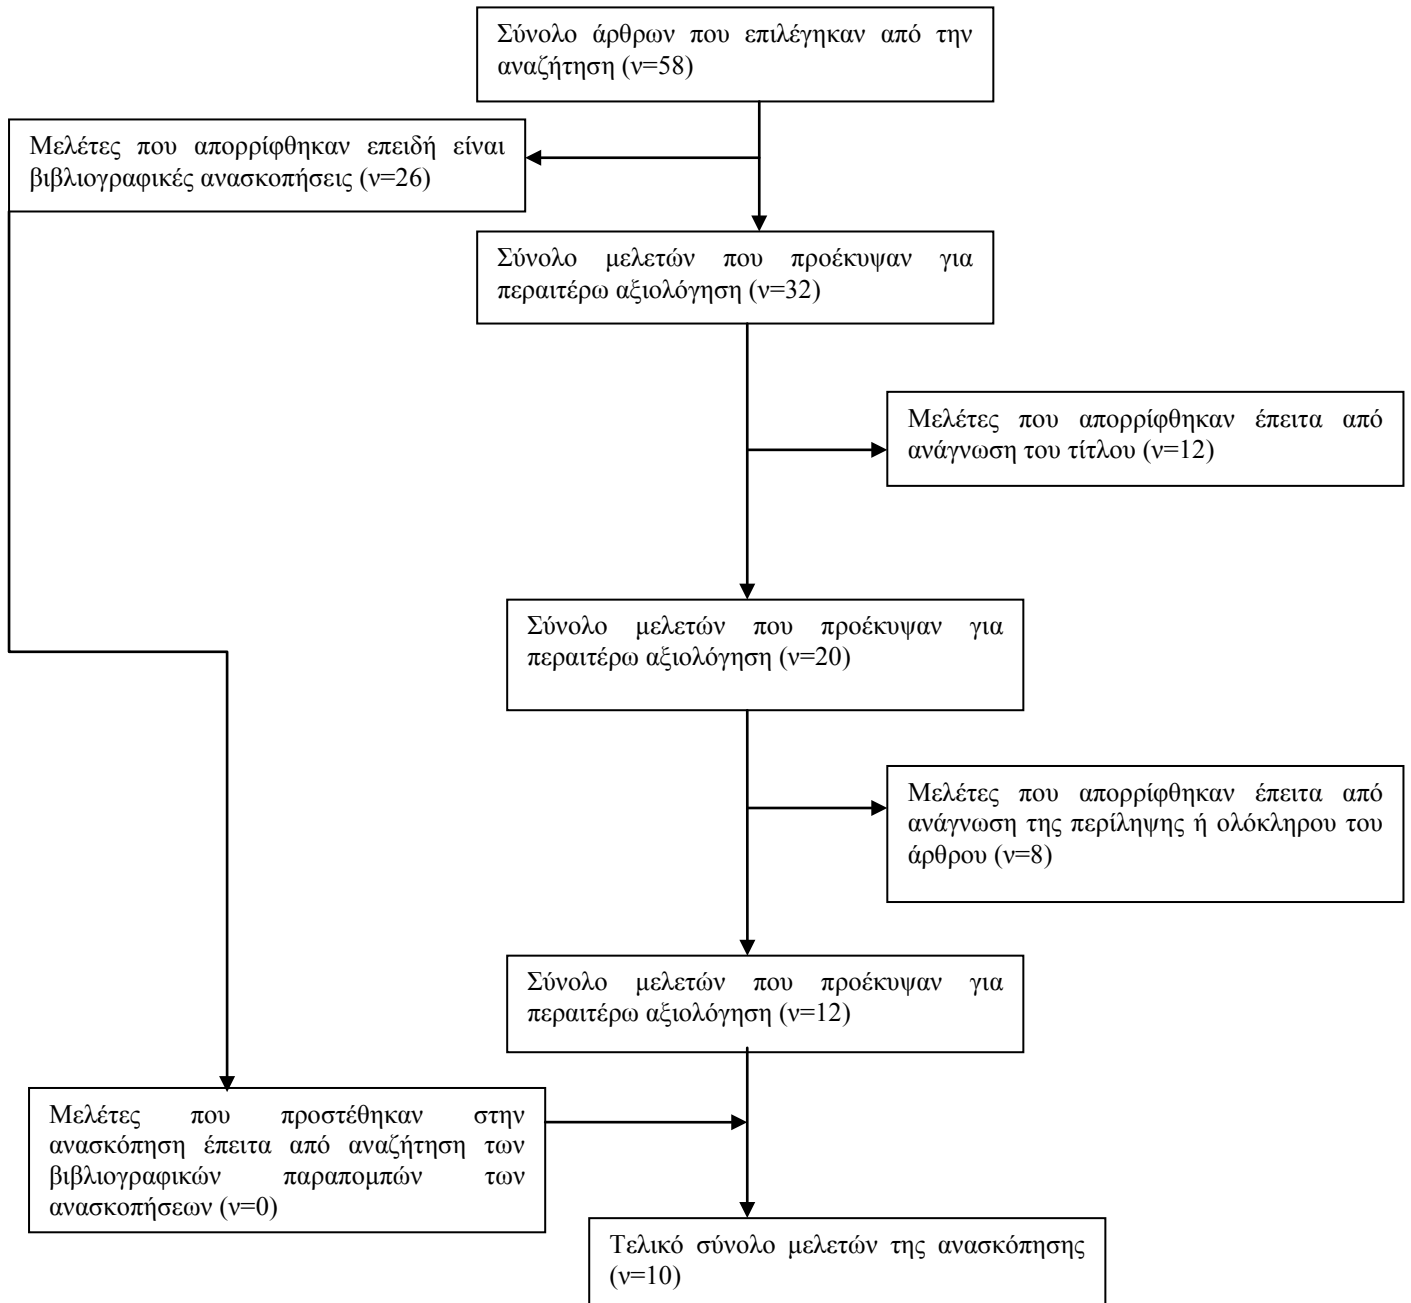 Σύνολο άρθρων που επιλέγηκαν από την
αναζήτηση (ν=58)
Μελέτες που απορρίφθηκαν επειδή είναι
βιβλιογραφικές ανασκοπήσεις (ν=26)
Σύνολο μελετών που προέκυψαν για
περαιτέρω αξιολόγηση (ν=32)
Μελέτες που απορρίφθηκαν έπειτα από
ανάγνωση του τίτλου (ν=12)
Σύνολο μελετών που προέκυψαν για
περαιτέρω αξιολόγηση (ν=20)
Μελέτες που απορρίφθηκαν έπειτα από
ανάγνωση της περίληψης ή ολόκληρου του
άρθρου (ν=8)
Σύνολο μελετών που προέκυψαν για
περαιτέρω αξιολόγηση (ν=12)
Μελέτες που προστέθηκαν στην
ανασκόπηση έπειτα από αναζήτηση των
βιβλιογραφικών παραπομπών των
ανασκοπήσεων (ν=0)
Τελικό σύνολο μελετών της ανασκόπησης
(ν=10)